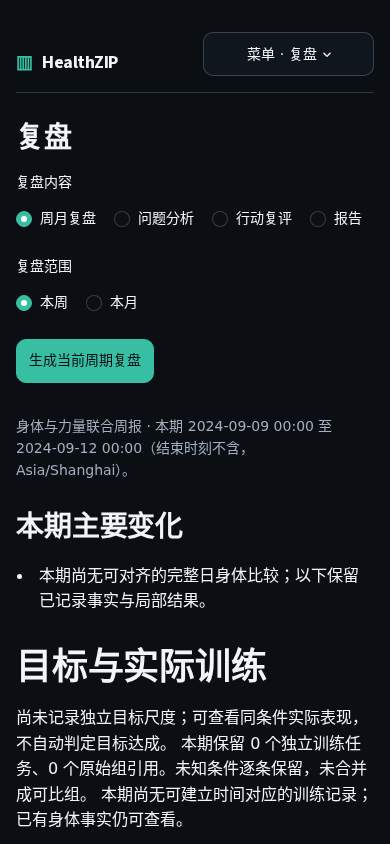 HealthZIP
菜单 · 复盘
复盘
复盘内容
周月复盘 问题分析 行动复评 报告
复盘范围
本周 本月
生成当前周期复盘
身体与力量联合周报 · 本期 2024-09-09 00:00 至
2024-09-12 00:00（结束时刻不含，
Asia/Shanghai）。
本期主要变化
• 本期尚无可对齐的完整日身体比较；以下保留
已记录事实与局部结果。
目标与实际训练
尚未记录独立目标尺度；可查看同条件实际表现，
不自动判定目标达成。 本期保留 0 个独立训练任
务、0 个原始组引用。未知条件逐条保留，未合并
成可比组。 本期尚无可建立时间对应的训练记录；
已有身体事实仍可查看。